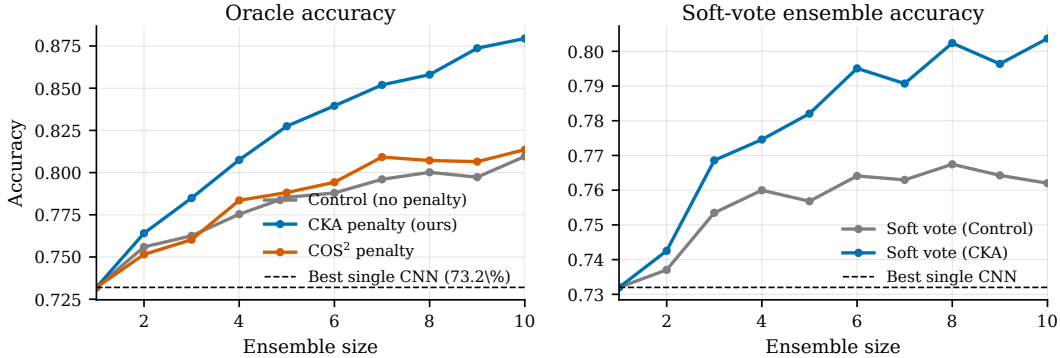 Oracle accuracy
Accuracy
0.875
0.850
0.825
0.800
0.775
0.750
0.725
Control (no penalty)
CKA penalty (ours)
COS² penalty
Best single CNN (73.2\%)
2 4 6 8 10
Ensemble size
Soft-vote ensemble accuracy
0.80
0.79
0.78
0.77
0.76
0.75
0.74
0.73
Soft vote (Control)
Soft vote (CKA)
Best single CNN
2 4 6 8 10
Ensemble size